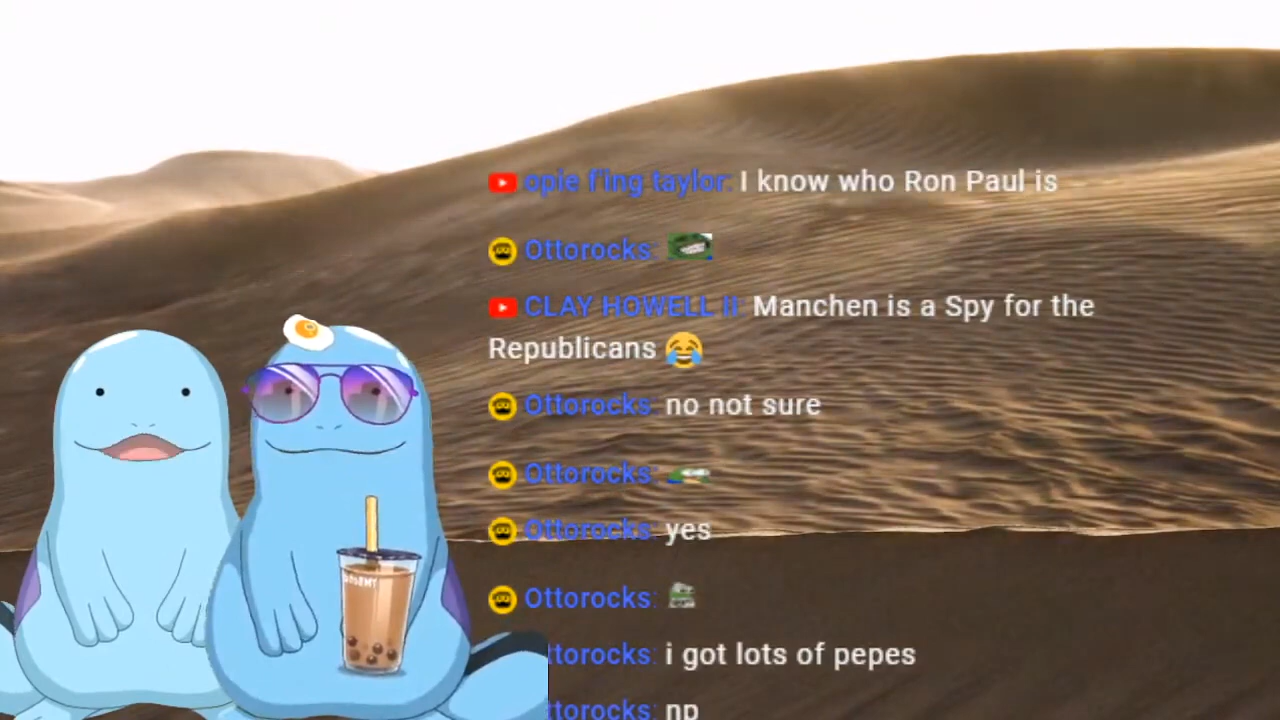 opie f'ing taylor: I know who Ron Paul is
Ottorocks:
CLAY HOWELL II: Manchen is a Spy for the
Republicans 😂
Ottorocks: no not sure
Ottorocks:
Ottorocks: yes
Ottorocks:
ttorocks: i got lots of pepes
ttorocks: np